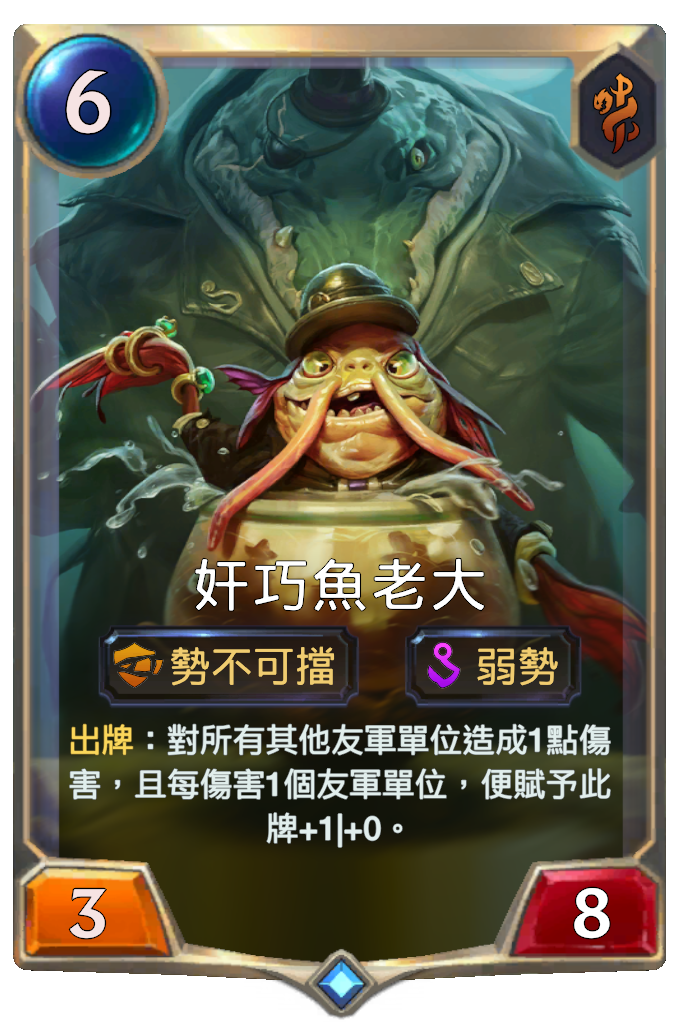 6
奸巧魚老大
勢不可擋 弱勢
出牌：對所有其他友軍單位造成1點傷
害，且每傷害1個友軍單位，便賦予此
牌+1|+0。
3 8